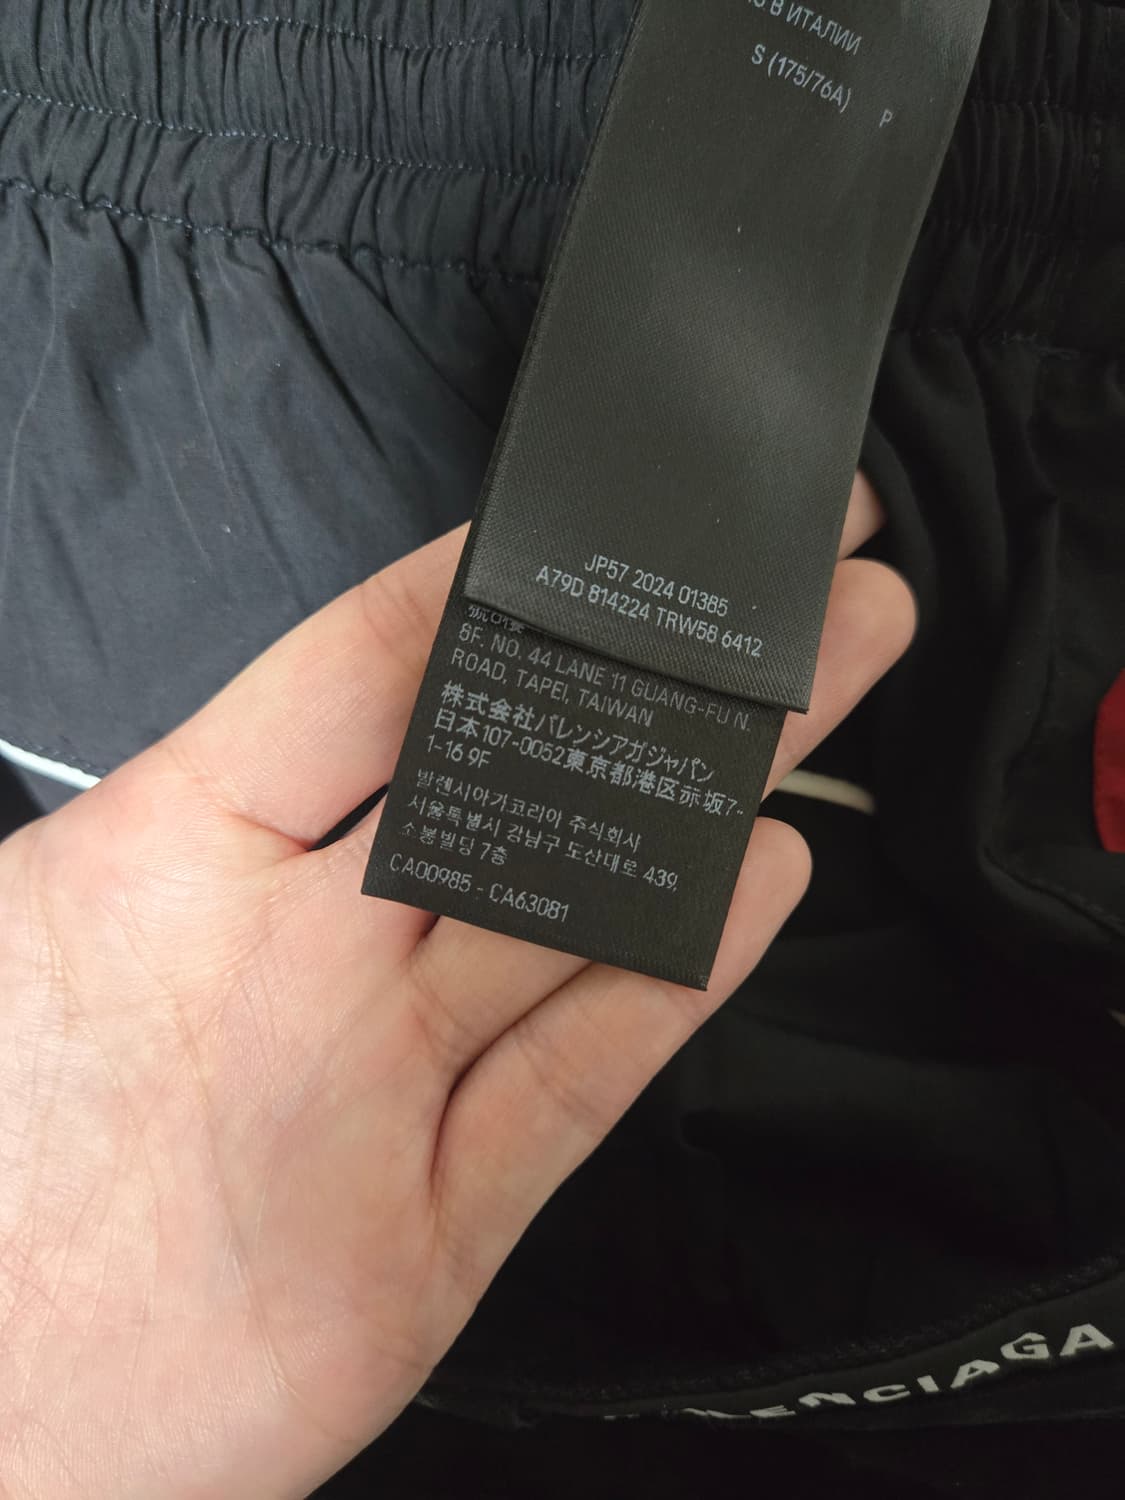 В ИТАЛИИ
S (175/76A) P
JP57 2024 01385
A79D 814224 TRW58 6412
8F. NO. 44 LANE 11 GUANG-FU N.
ROAD, TAPEI, TAIWAN
株式会社バレンシアガジャパン
日本107-0052東京都港区赤坂7-
1-16 9F
발렌시아가코리아 주식회사
서울특별시 강남구 도산대로 439,
소봉빌딩 7층
CA00985 - CA63081
LENCIAGA